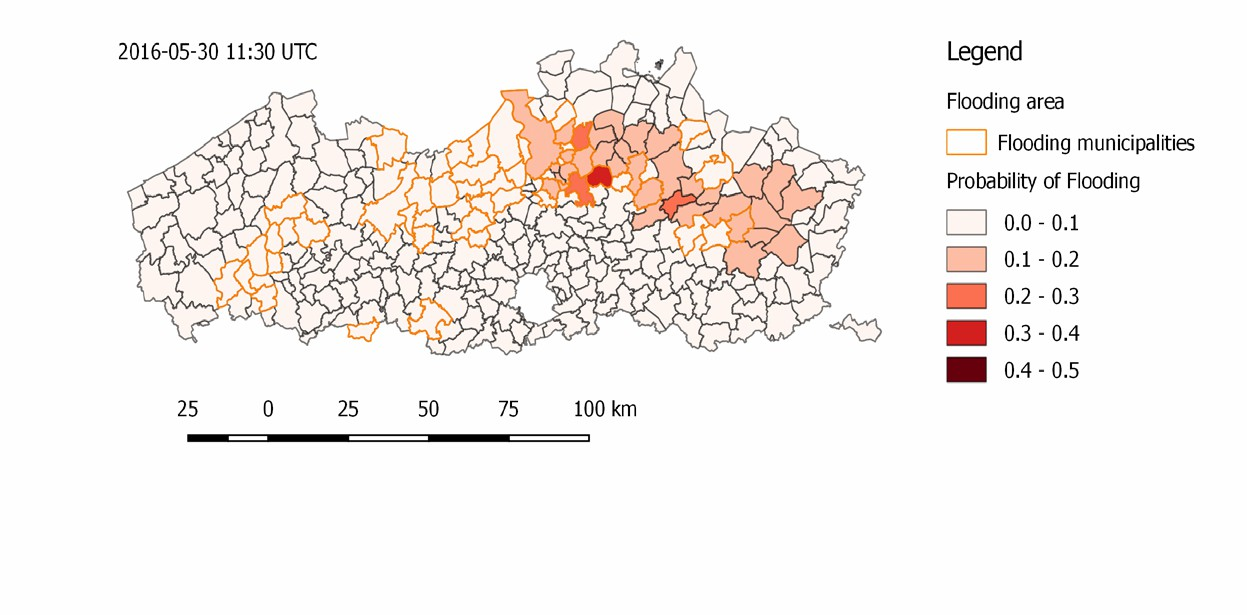 2016-05-30 11:30 UTC
Legend
Flooding area
Flooding municipalities
Probability of Flooding
0.0 - 0.1
0.1 - 0.2
0.2 - 0.3
0.3 - 0.4
0.4 - 0.5
25 0 25 50 75 100 km